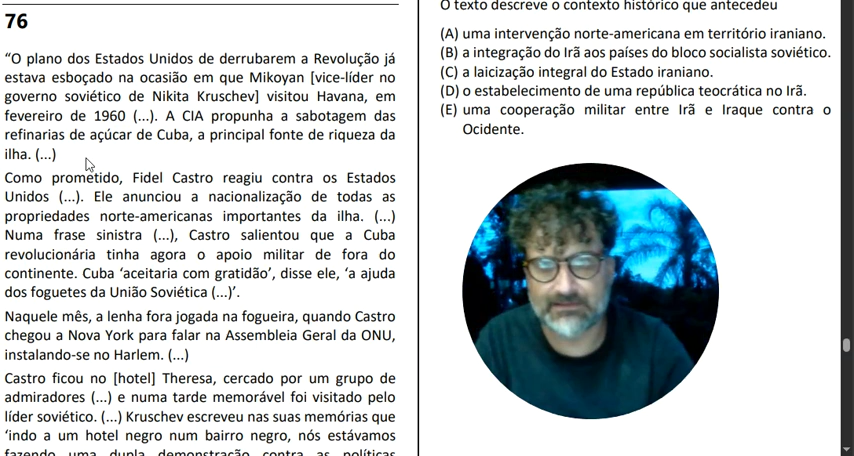 76
“O plano dos Estados Unidos de derrubarem a Revolução já
estava esboçado na ocasião em que Mikoyan [vice-líder no
governo soviético de Nikita Kruschev] visitou Havana, em
fevereiro de 1960 (...). A CIA propunha a sabotagem das
refinarias de açúcar de Cuba, a principal fonte de riqueza da
ilha. (...)
Como prometido, Fidel Castro reagiu contra os Estados
Unidos (...). Ele anunciou a nacionalização de todas as
propriedades norte-americanas importantes da ilha. (...)
Numa frase sinistra (...), Castro salientou que a Cuba
revolucionária tinha agora o apoio militar de fora do
continente. Cuba ‘aceitaria com gratidão’, disse ele, ‘a ajuda
dos foguetes da União Soviética (...)’.
Naquele mês, a lenha fora jogada na fogueira, quando Castro
chegou a Nova York para falar na Assembleia Geral da ONU,
instalando-se no Harlem. (...)
Castro ficou no [hotel] Theresa, cercado por um grupo de
admiradores (...) e numa tarde memorável foi visitado pelo
líder soviético. (...) Kruschev escreveu nas suas memórias que
‘indo a um hotel negro num bairro negro, nós estávamos
fazendo uma dupla demonstração contra as políticas
O texto descreve o contexto histórico que antecedeu
(A) uma intervenção norte-americana em território iraniano.
(B) a integração do Irã aos países do bloco socialista soviético.
(C) a laicização integral do Estado iraniano.
(D) o estabelecimento de uma república teocrática no Irã.
(E) uma cooperação militar entre Irã e Iraque contra o
Ocidente.